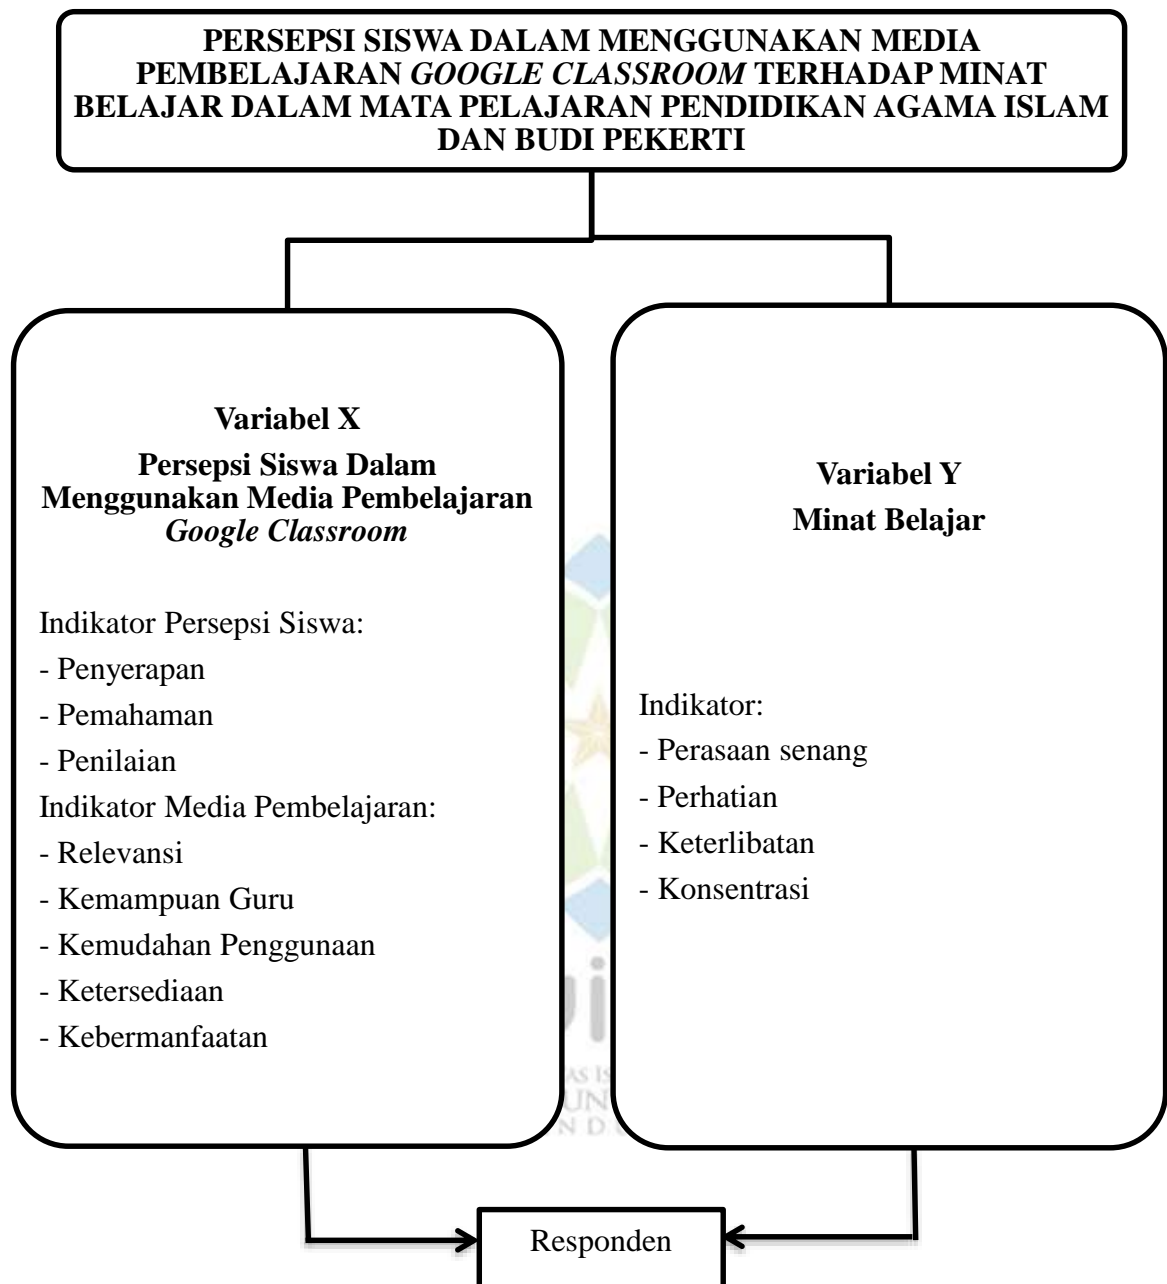 PERSEPSI SISWA DALAM MENGGUNAKAN MEDIA
PEMBELAJARAN GOOGLE CLASSROOM TERHADAP MINAT
BELAJAR DALAM MATA PELAJARAN PENDIDIKAN AGAMA ISLAM
DAN BUDI PEKERTI
Variabel X
Persepsi Siswa Dalam
Menggunakan Media Pembelajaran
Google Classroom
Indikator Persepsi Siswa:
- Penyerapan
- Pemahaman
- Penilaian
Indikator Media Pembelajaran:
- Relevansi
- Kemampuan Guru
- Kemudahan Penggunaan
- Ketersediaan
- Kebermanfaatan
Variabel Y
Minat Belajar
Indikator:
- Perasaan senang
- Perhatian
- Keterlibatan
- Konsentrasi
Responden